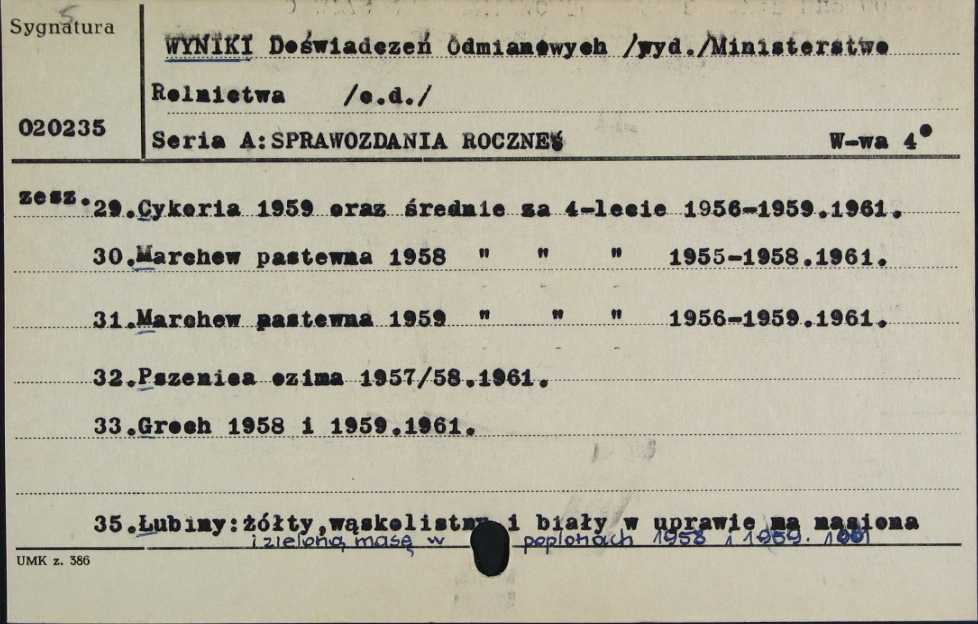 Sygnatura
WYNIKI Doświadczeń Odmianowych /wyd./Ministerstwo
Rolnictwa /c.d./
020235
Seria A:SPRAWOZDANIA ROCZNE W-wa 4°
zesz.29.Cykoria 1959 oraz średnie za 4-lecie 1956-1959.1961.
30.Marchew pastewna 1958 " " " 1955-1958.1961.
31.Marchew pastewna 1959 " " " 1956-1959.1961.
32.Pszenica ozima 1957/58.1961.
33.Groch 1958 i 1959.1961.
35.Łubiny:żółty,wąskolistny i biały w uprawie na nasiona
i zieloną masę w poplonach 1958 i 1959. 1961
UMK z. 386